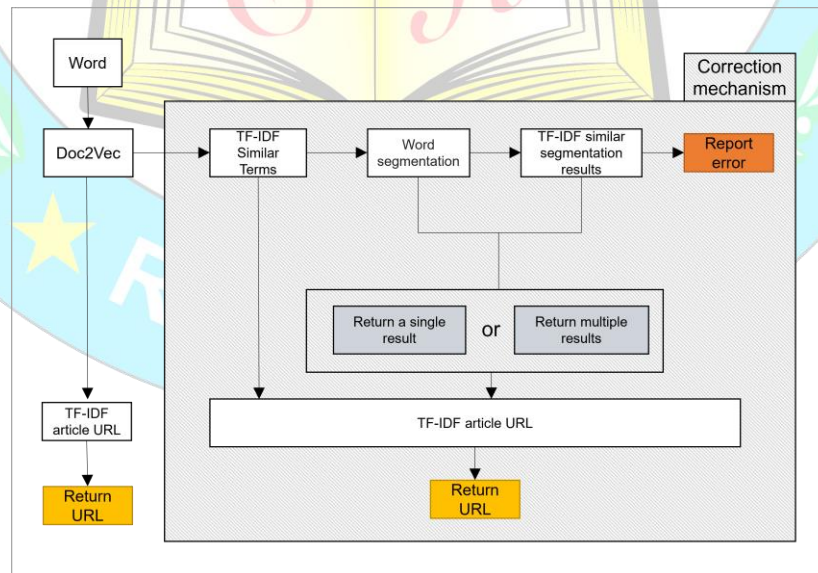 Word
Correction
mechanism
Doc2Vec
TF-IDF
Similar
Terms
Word
segmentation
TF-IDF similar
segmentation
results
Report
error
Return a single
result
or
Return multiple
results
TF-IDF
article URL
TF-IDF article URL
Return
URL
Return
URL